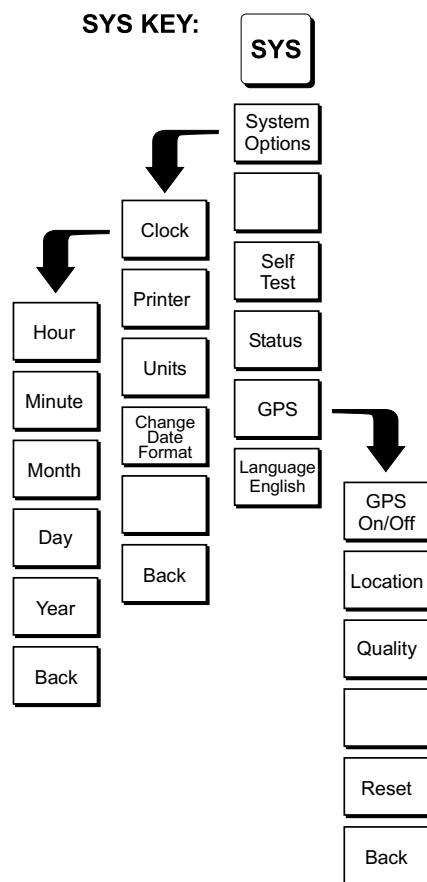 SYS KEY:
SYS
System
Options
Self
Test
Status
GPS
Language
English
Clock
Printer
Units
Change
Date
Format
Back
Hour
Minute
Month
Day
Year
Back
GPS
On/Off
Location
Quality
Reset
Back